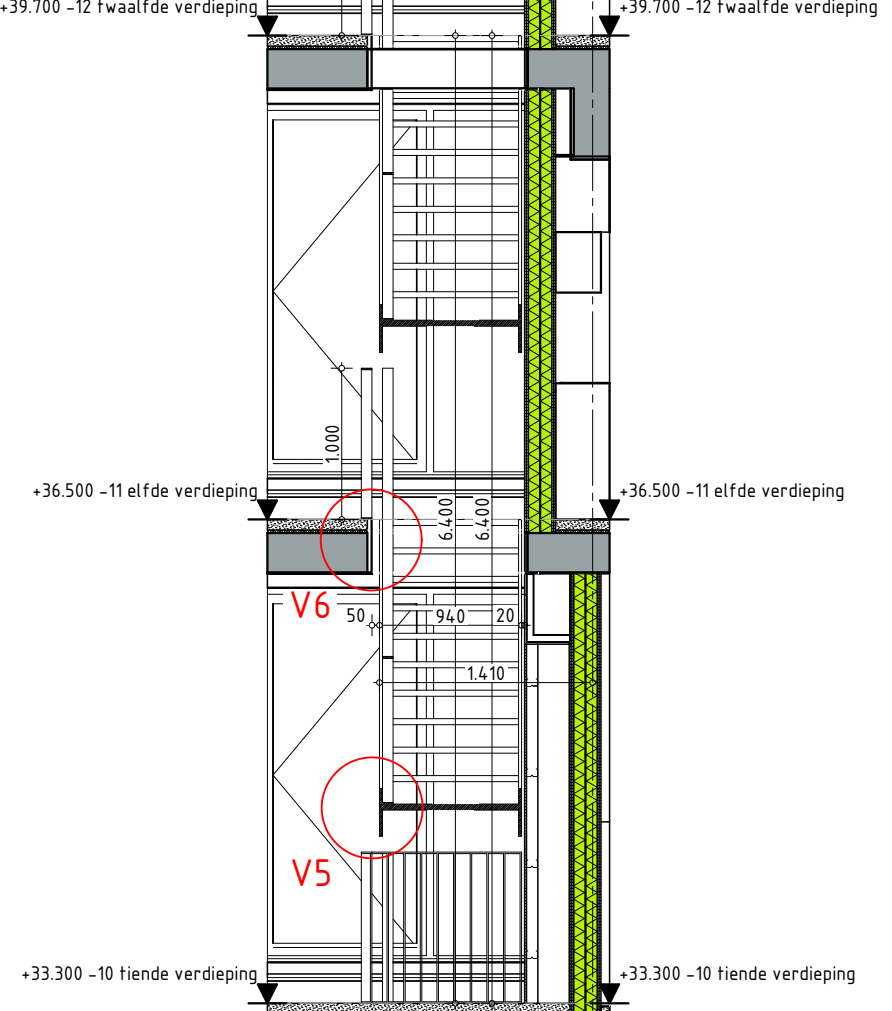 +39.700 -12 twaalfde verdieping
+39.700 -12 twaalfde verdieping
1.000
+36.500 -11 elfde verdieping
6.400
6.400
+36.500 -11 elfde verdieping
V6
50
940
20
1.410
V5
+33.300 -10 tiende verdieping
+33.300 -10 tiende verdieping